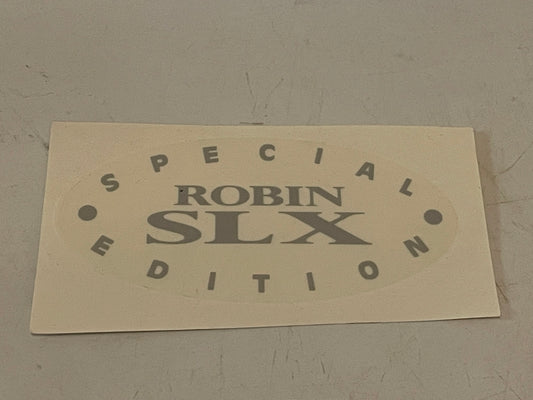 SPECIAL
ROBIN
SLX
EDITION